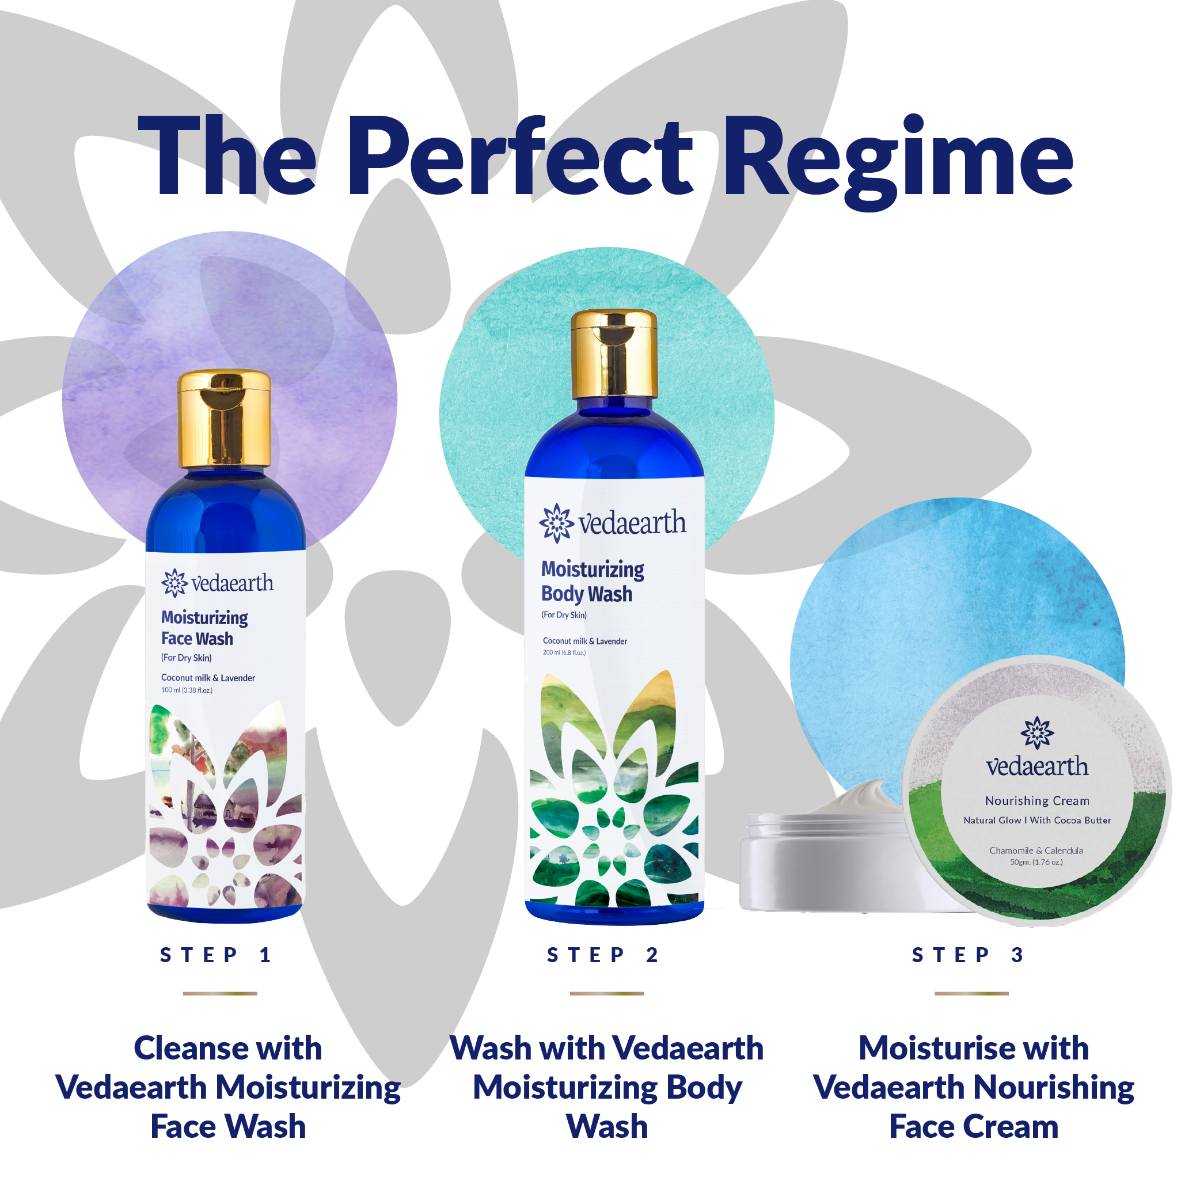 The Perfect Regime
vedaearth
Moisturizing
Face Wash
(For Dry Skin)
Coconut milk & Lavender
100 ml (3.38 fl.oz.)
vedaearth
Moisturizing
Body Wash
(For Dry Skin)
Coconut milk & Lavender
200 ml (6.8 fl.oz.)
vedaearth
Nourishing Cream
Natural Glow I With Cocoa Butter
Chamomile & Calendula
50gm. (1.76 oz.)
STEP 1
Cleanse with
Vedaearth Moisturizing
Face Wash
STEP 2
Wash with Vedaearth
Moisturizing Body
Wash
STEP 3
Moisturise with
Vedaearth Nourishing
Face Cream